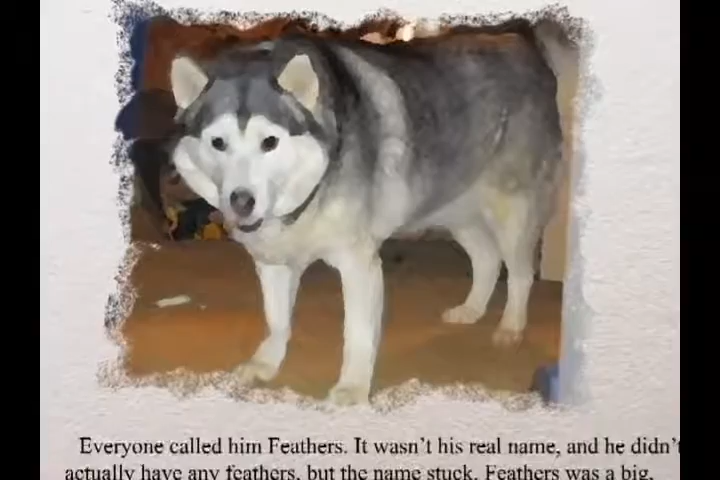 Everyone called him Feathers. It wasn't his real name, and he didn't
actually have any feathers, but the name stuck. Feathers was a big,